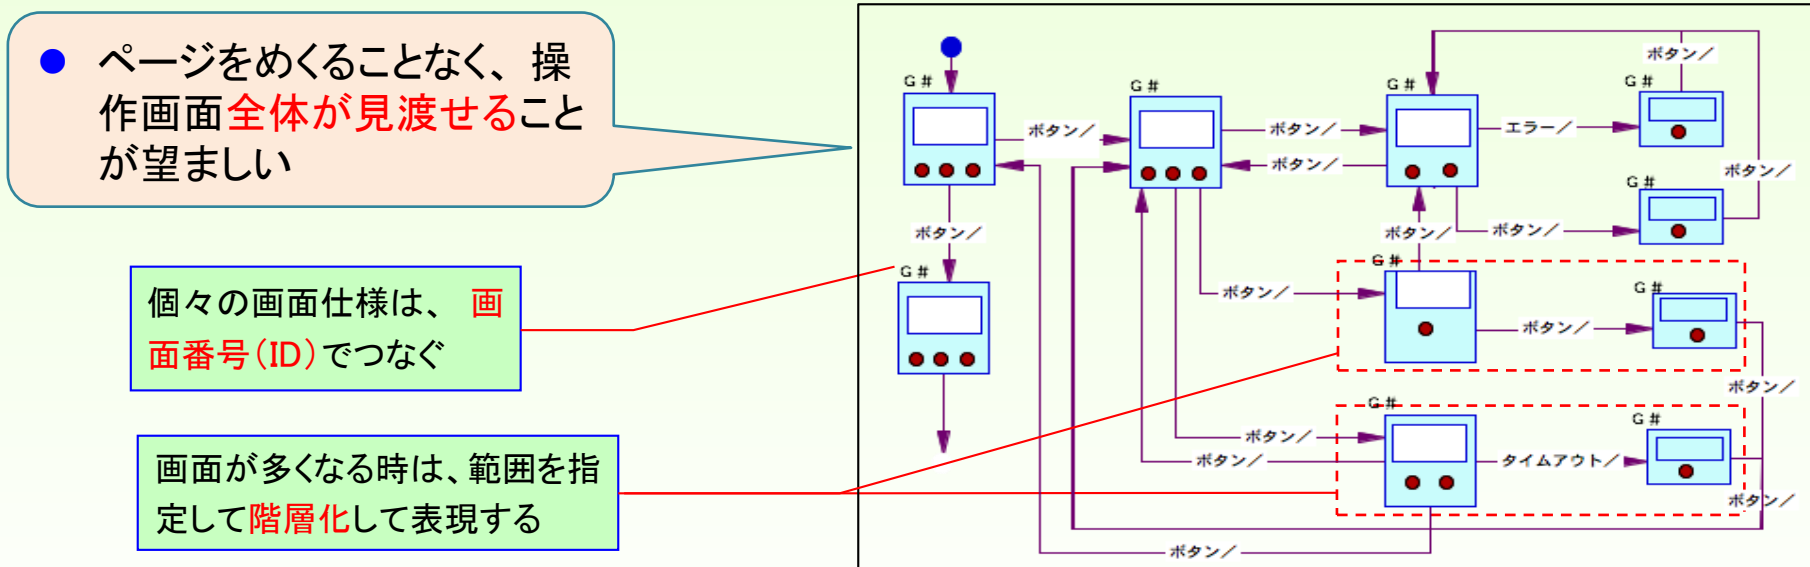 ● ページをめくることなく、操
作画面全体が見渡せること
が望ましい
個々の画面仕様は、画
面番号(ID)でつなぐ
画面が多くなる時は、範囲を指
定して階層化して表現する
G#
G#
G#
G#
ボタン／
ボタン／
ボタン／
エラー／
ボタン／
ボタン／
G#
ボタン／
ボタン／
ボタン／
G#
G#
G#
ボタン／
ボタン／
ボタン／
G#
G#
ボタン／
ボタン／
タイムアウト／
ボタン／
ボタン／